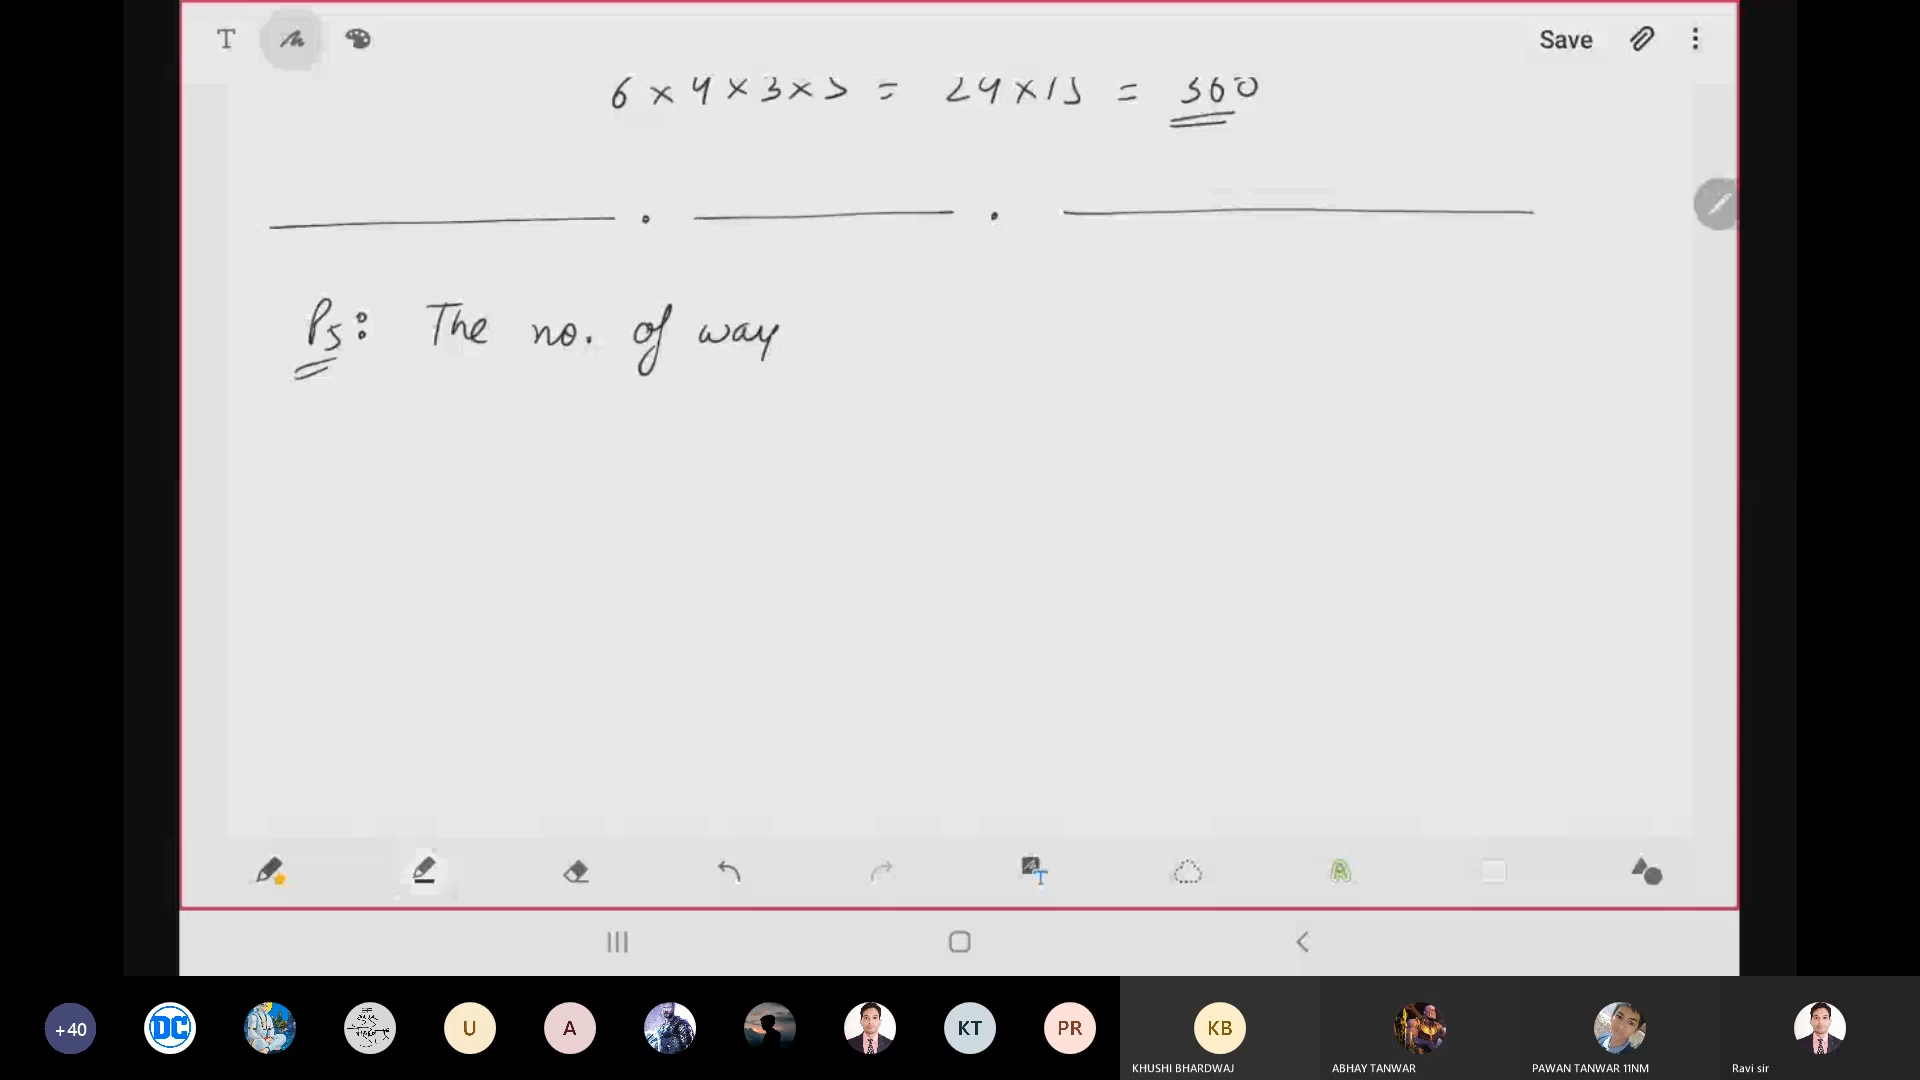 T Save
6 × 4 × 3 × 5 = 24 × 15 = 360
P5: The no. of way
A
T
+40 DC U A KT PR KB
KHUSHI BHARDWAJ ABHAY TANWAR PAWAN TANWAR 11NM Ravi sir